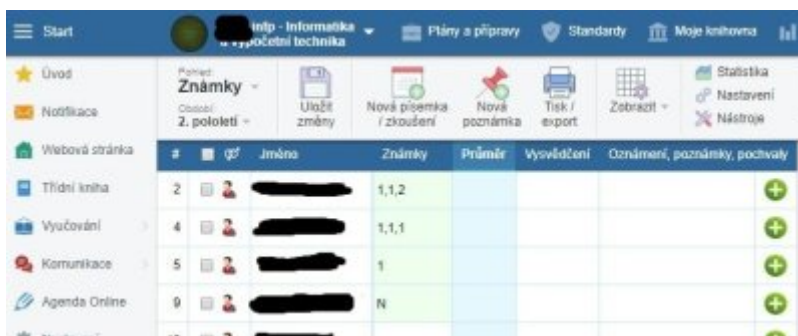 Start
intp - Informatika
a výpočetní technika
Plány a přípravy
Standardy
Moje knihovna
Úvod
Notifikace
Webová stránka
Třídní kniha
Vyučování
Komunikace
Agenda Online
Pohled:
Známky
Období:
2. pololetí
Uložit
změny
Nová písemka
/ zkoušení
Nová
poznámka
Tisk /
export
Zobrazit
Statistika
Nastavení
Nástroje
# Jméno Známky Průměr Vysvědčení Oznámení, poznámky, pochvaly
2 1,1,2
4 1,1,1
5 1
9 N